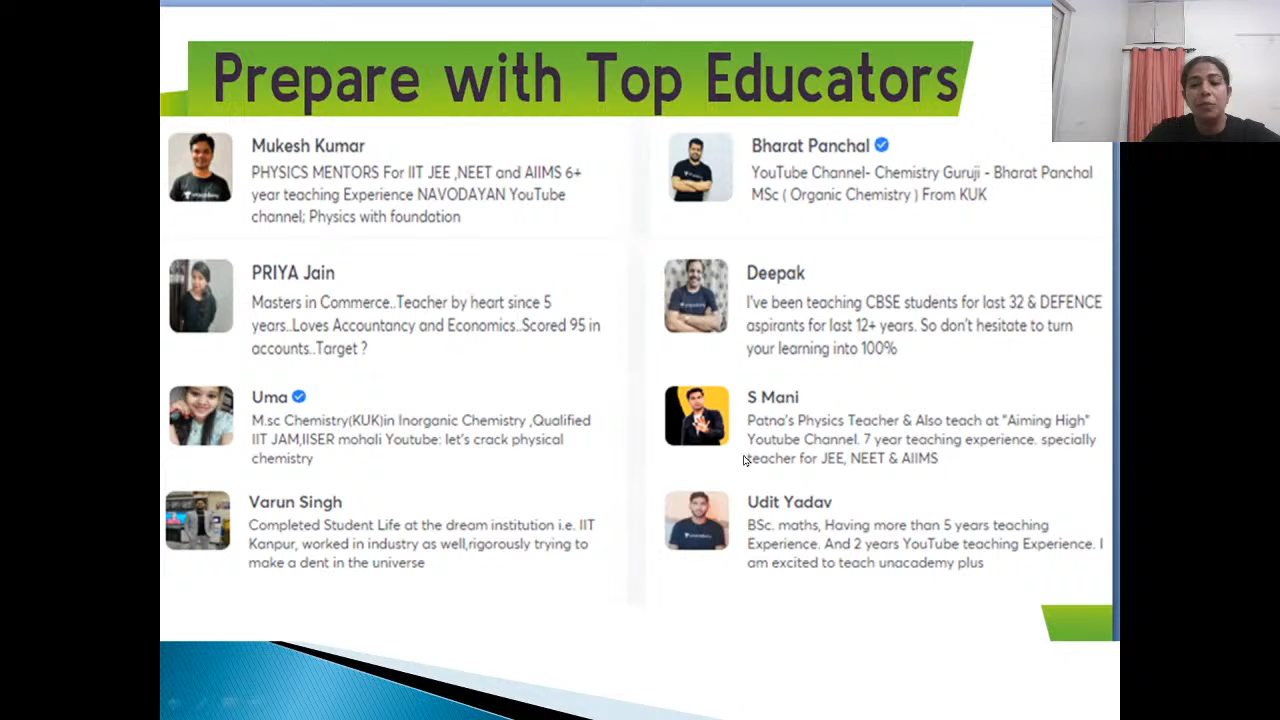 Prepare with Top Educators
Mukesh Kumar
PHYSICS MENTORS For IIT JEE ,NEET and AIIMS 6+
year teaching Experience NAVODAYAN YouTube
channel; Physics with foundation
Bharat Panchal
YouTube Channel- Chemistry Guruji - Bharat Panchal
MSc ( Organic Chemistry ) From KUK
PRIYA Jain
Masters in Commerce..Teacher by heart since 5
years..Loves Accountancy and Economics..Scored 95 in
accounts..Target ?
Deepak
I've been teaching CBSE students for last 32 & DEFENCE
aspirants for last 12+ years. So don't hesitate to turn
your learning into 100%
Uma
M.sc Chemistry(KUK)in Inorganic Chemistry ,Qualified
IIT JAM,IISER mohali Youtube: let's crack physical
chemistry
S Mani
Patna's Physics Teacher & Also teach at "Aiming High"
Youtube Channel. 7 year teaching experience. specially
teacher for JEE, NEET & AIIMS
Varun Singh
Completed Student Life at the dream institution i.e. IIT
Kanpur, worked in industry as well,rigorously trying to
make a dent in the universe
Udit Yadav
BSc. maths, Having more than 5 years teaching
Experience. And 2 years YouTube teaching Experience. I
am excited to teach unacademy plus